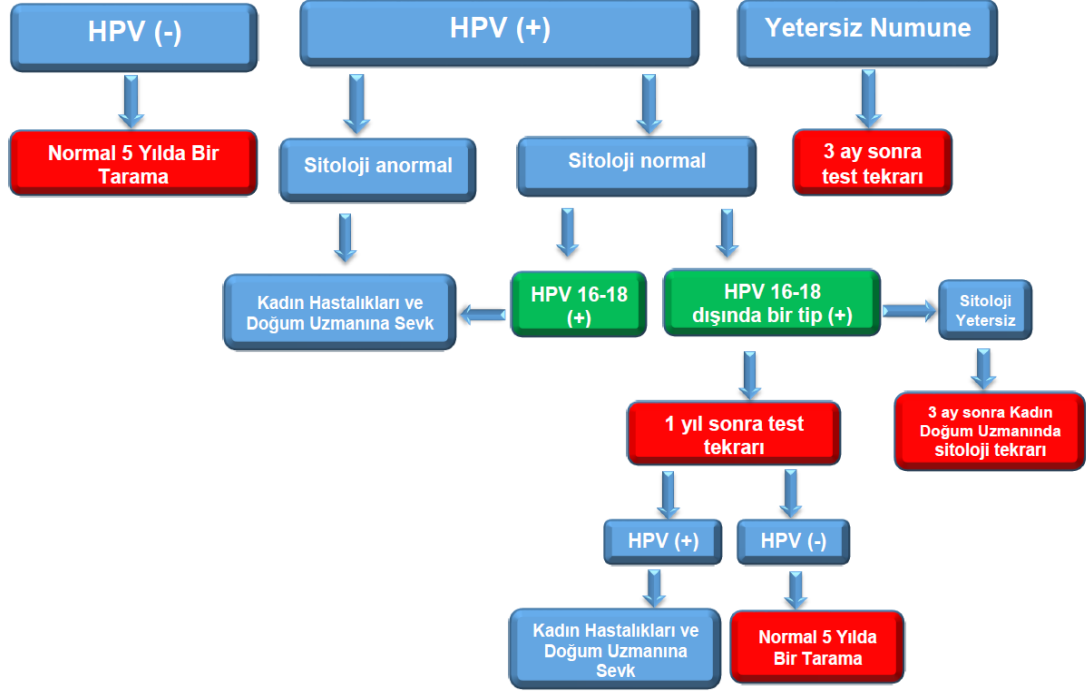 HPV (-)
HPV (+)
Yetersiz Numune
Normal 5 Yılda Bir
Tarama
Sitoloji anormal
Sitoloji normal
3 ay sonra
test tekrarı
Kadın Hastalıkları ve
Doğum Uzmanına Sevk
HPV 16-18
(+)
HPV 16-18
dışında bir tip (+)
Sitoloji
Yetersiz
1 yıl sonra test
tekrarı
3 ay sonra Kadın
Doğum Uzmanında
sitoloji tekrarı
HPV (+)
HPV (-)
Kadın Hastalıkları ve
Doğum Uzmanına
Sevk
Normal 5 Yılda
Bir Tarama